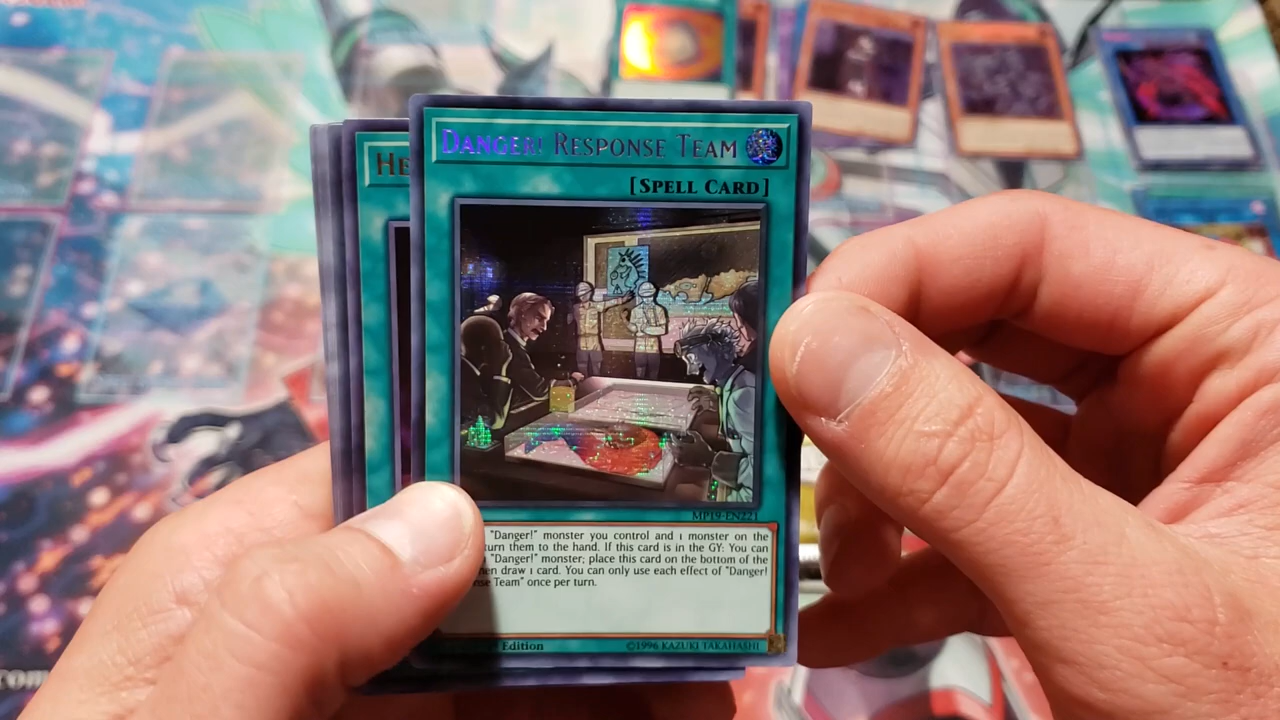 DANGER! RESPONSE TEAM
HE
[SPELL CARD]
MP19-EN221
"Danger!" monster you control and 1 monster on the
turn them to the hand. If this card is in the GY: You can
"Danger!" monster; place this card on the bottom of the
en draw 1 card. You can only use each effect of "Danger!
se Team" once per turn.
Edition
©1996 KAZUKI TAKAHASHI
com